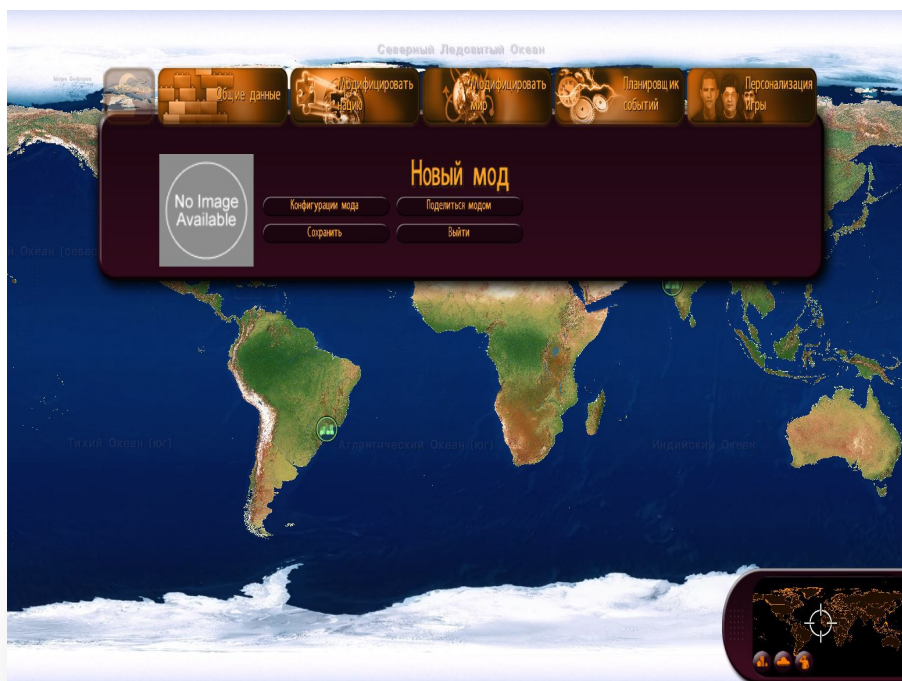 Северный Ледовитый Океан
Общие данные
Модифицировать
нацию
Модифицировать
мир
Планировщик
событий
Персонализация
игры
Новый мод
No Image
Available
Конфигурации мода
Поделиться модом
Сохранить
Выйти
Тихий Океан (юг)
Атлантический Океан (юг)
Индийский Океан